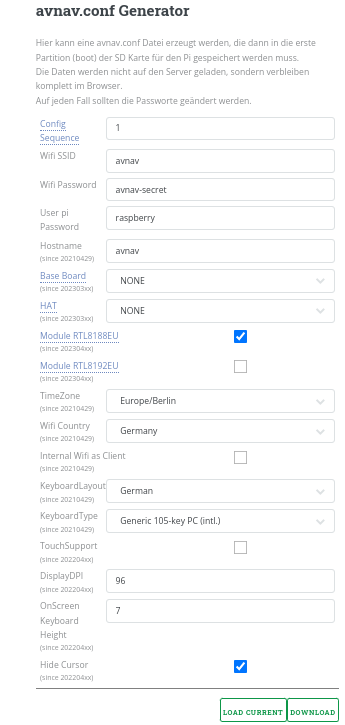 avnav.conf Generator
Hier kann eine avnav.conf Datei erzeugt werden, die dann in die erste
Partition (boot) der SD Karte für den Pi gespeichert werden muss.
Die Daten werden nicht auf den Server geladen, sondern verbleiben
komplett im Browser.
Auf jeden Fall sollten die Passworte geändert werden.
Config
Sequence
1
Wifi SSID
avnav
Wifi Password
avnav-secret
User pi
Password
raspberry
Hostname
(since 20210429)
avnav
Base Board
(since 202303xx)
NONE
HAT
(since 202303xx)
NONE
Module RTL8188EU
(since 202304xx)
Module RTL8192EU
(since 202304xx)
TimeZone
(since 20210429)
Europe/Berlin
Wifi Country
(since 20210429)
Germany
Internal Wifi as Client
(since 20210429)
KeyboardLayout
(since 20210429)
German
KeyboardType
(since 20210429)
Generic 105-key PC (intl.)
TouchSupport
(since 202204xx)
DisplayDPI
(since 202204xx)
96
OnScreen
Keyboard
Height
(since 202204xx)
7
Hide Cursor
(since 202204xx)
LOAD CURRENT
DOWNLOAD